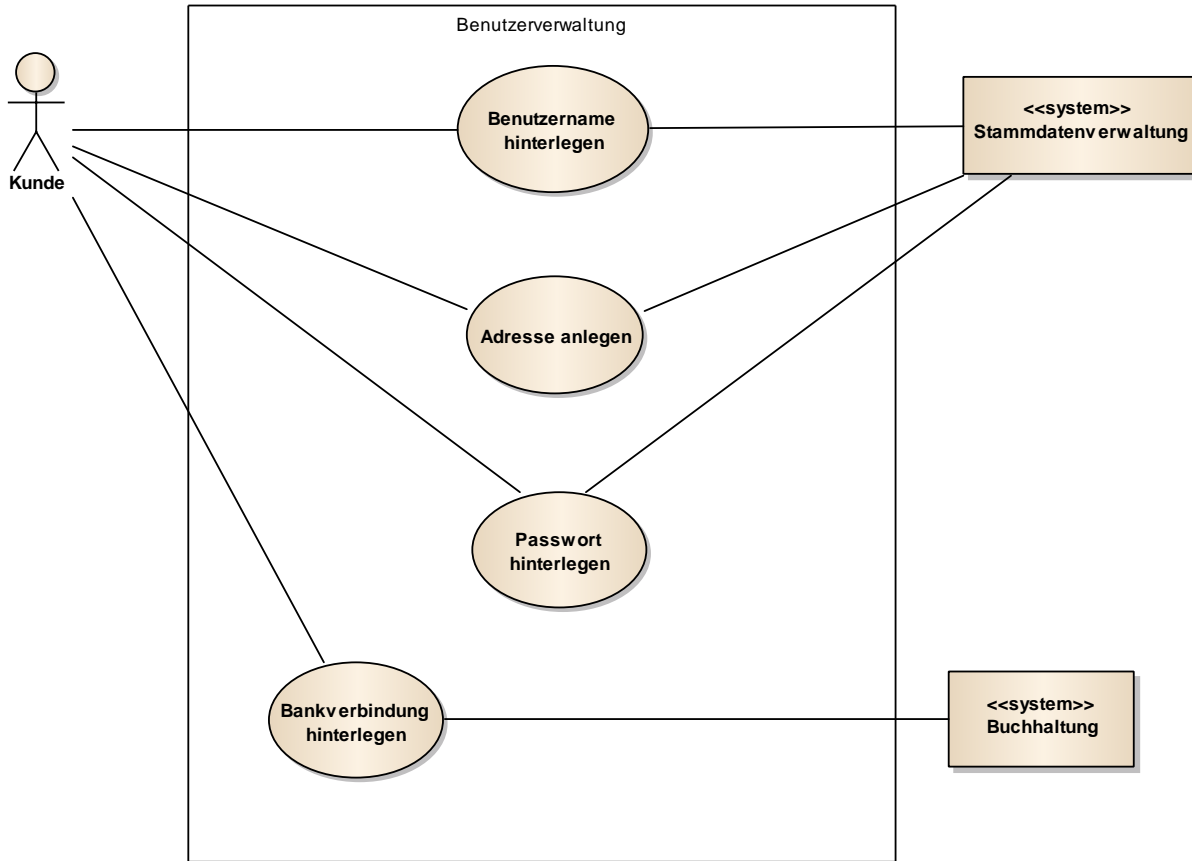 Benutzerverwaltung
Kunde
Benutzername
hinterlegen
<<system>>
Stammdatenverwaltung
Adresse anlegen
Passwort
hinterlegen
Bankverbindung
hinterlegen
<<system>>
Buchhaltung